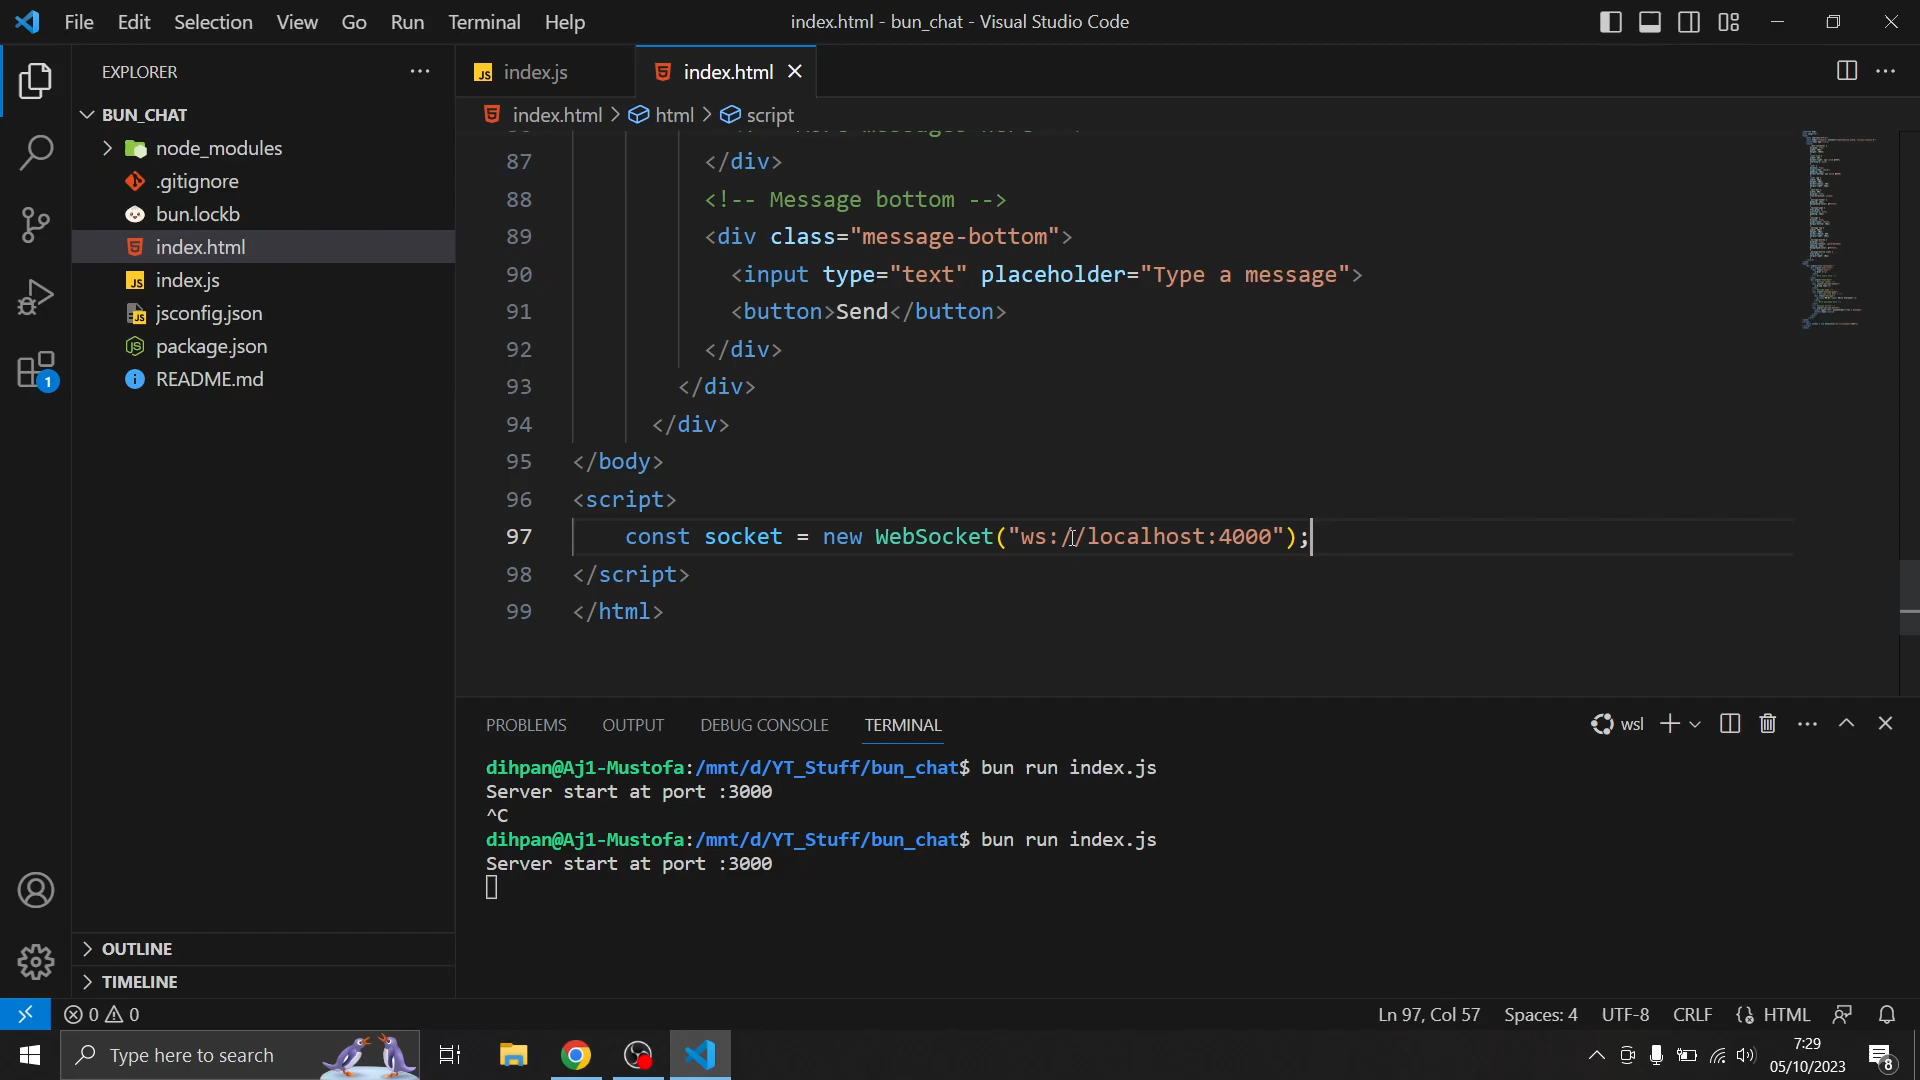 File Edit Selection View Go Run Terminal Help
index.html - bun_chat - Visual Studio Code
EXPLORER
BUN_CHAT
node_modules
.gitignore
bun.lockb
index.html
index.js
jsconfig.json
package.json
README.md
OUTLINE
TIMELINE
1
index.js
index.html
index.html > html > script
87 </div>
88 <!-- Message bottom -->
89 <div class="message-bottom">
90 <input type="text" placeholder="Type a message">
91 <button>Send</button>
92 </div>
93 </div>
94 </div>
95 </body>
96 <script>
97 const socket = new WebSocket("ws://localhost:4000");
98 </script>
99 </html>
PROBLEMS OUTPUT DEBUG CONSOLE TERMINAL
wsl
dihpan@Aj1-Mustofa:/mnt/d/YT_Stuff/bun_chat$ bun run index.js
Server start at port :3000
^C
dihpan@Aj1-Mustofa:/mnt/d/YT_Stuff/bun_chat$ bun run index.js
Server start at port :3000
0 0
Ln 97, Col 57 Spaces: 4 UTF-8 CRLF HTML
Type here to search
7:29
05/10/2023
8